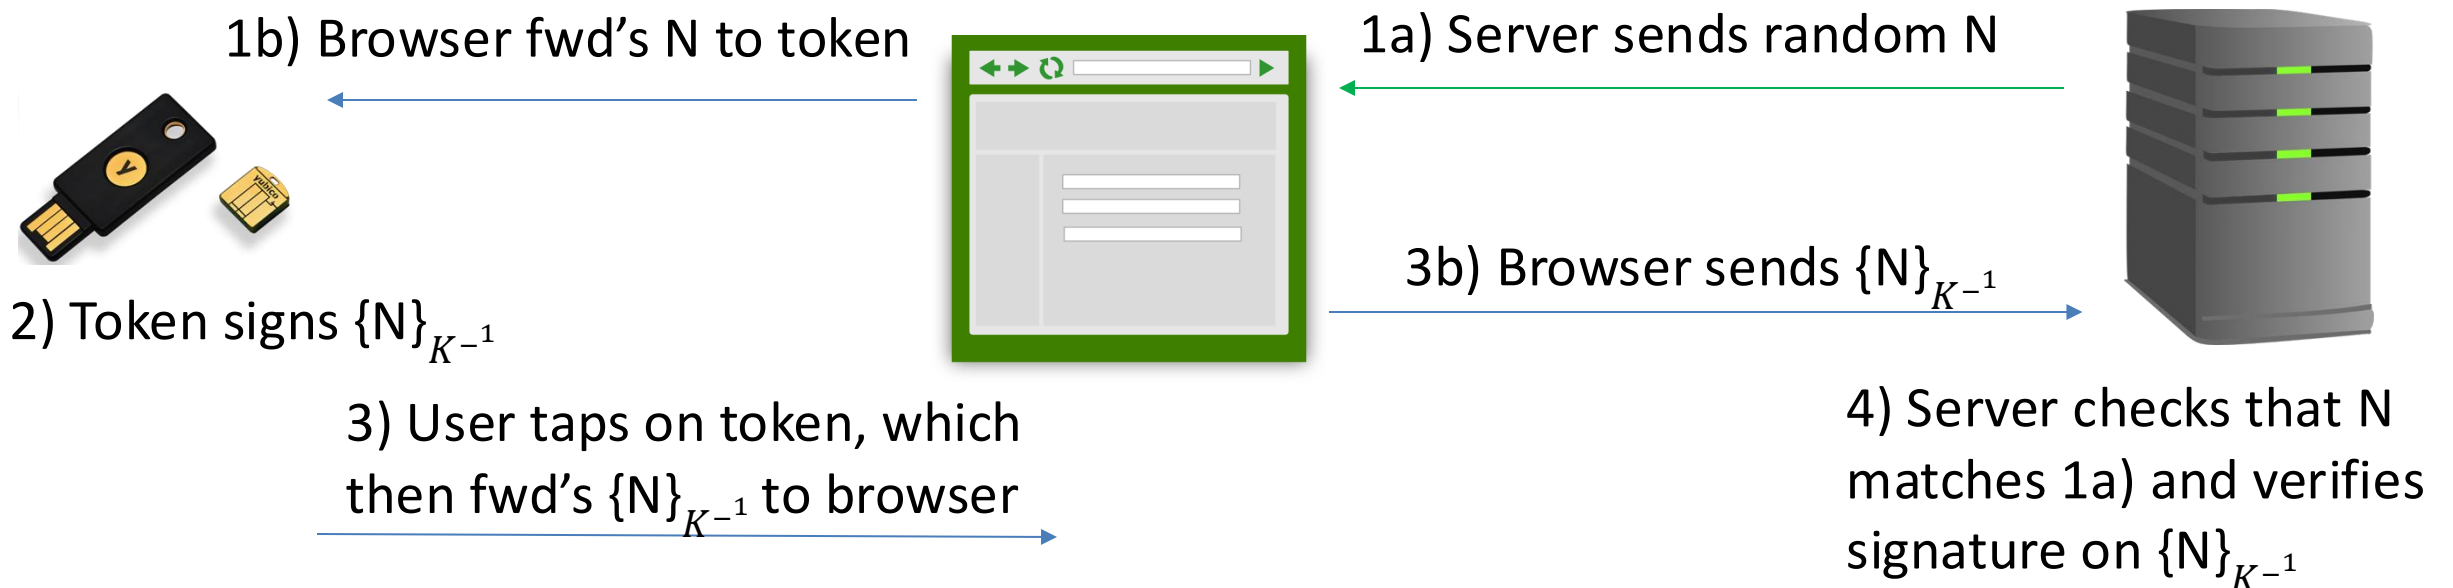 1b) Browser fwd’s N to token
1a) Server sends random N
y
yubico
3b) Browser sends {N}K−1
2) Token signs {N}K−1
3) User taps on token, which
then fwd’s {N}K−1 to browser
4) Server checks that N
matches 1a) and verifies
signature on {N}K−1